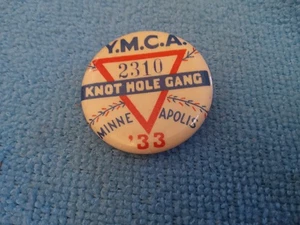 Y.M.C.A.
2310
KNOT HOLE GANG
MINNE APOLIS
'33